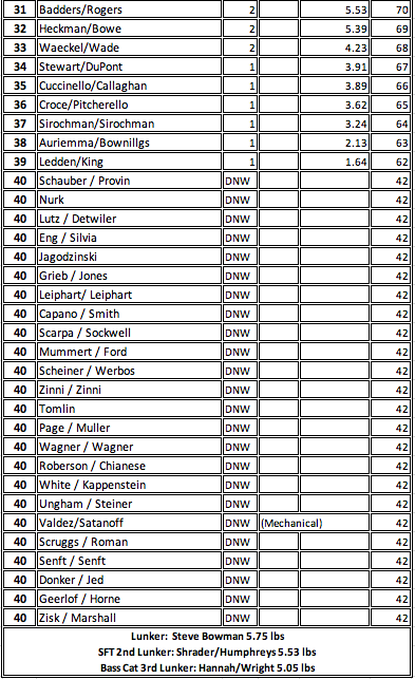 31 Badders/Rogers 2 5.53 70
32 Heckman/Bowe 2 5.39 69
33 Waeckel/Wade 2 4.23 68
34 Stewart/DuPont 1 3.91 67
35 Cuccinello/Callaghan 1 3.89 66
36 Croce/Pitcherello 1 3.62 65
37 Sirochman/Sirochman 1 3.24 64
38 Auriemma/Bownillgs 1 2.13 63
39 Ledden/King 1 1.64 62
40 Schauber / Provin DNW 42
40 Nurk DNW 42
40 Lutz / Detwiler DNW 42
40 Eng / Silvia DNW 42
40 Jagodzinski DNW 42
40 Grieb / Jones DNW 42
40 Leiphart/ Leiphart DNW 42
40 Capano / Smith DNW 42
40 Scarpa / Sockwell DNW 42
40 Mummert / Ford DNW 42
40 Scheiner / Werbos DNW 42
40 Zinni / Zinni DNW 42
40 Tomlin DNW 42
40 Page / Muller DNW 42
40 Wagner / Wagner DNW 42
40 Roberson / Chianese DNW 42
40 White / Kappenstein DNW 42
40 Ungham / Steiner DNW 42
40 Valdez/Satanoff DNW (Mechanical) 42
40 Scruggs / Roman DNW 42
40 Senft / Senft DNW 42
40 Donker / Jed DNW 42
40 Geerlof / Horne DNW 42
40 Zisk / Marshall DNW 42
Lunker: Steve Bowman 5.75 lbs
SFT 2nd Lunker: Shrader/Humphreys 5.53 lbs
Bass Cat 3rd Lunker: Hannah/Wright 5.05 lbs